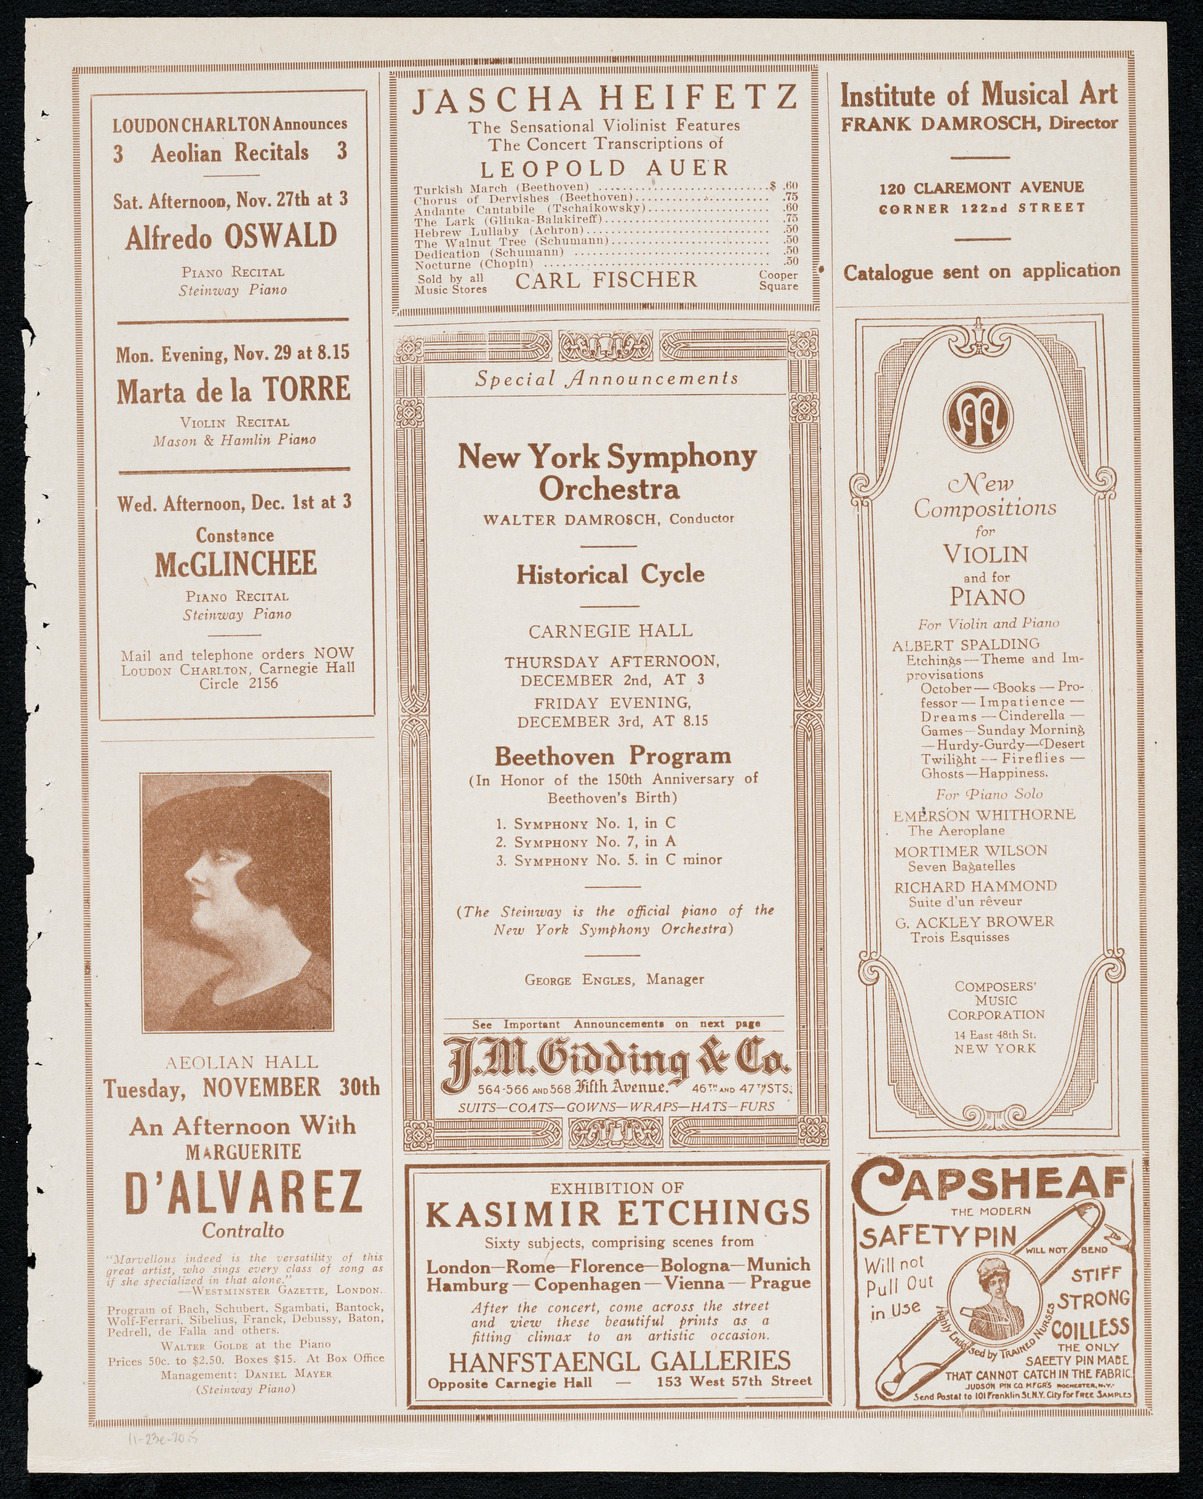 LOUDON CHARLTON Announces
3 Aeolian Recitals 3
Sat. Afternoon, Nov. 27th at 3
Alfredo OSWALD
PIANO RECITAL
Steinway Piano
Mon. Evening, Nov. 29 at 8.15
Marta de la TORRE
VIOLIN RECITAL
Mason & Hamlin Piano
Wed. Afternoon, Dec. 1st at 3
Constance
McGLINCHEE
PIANO RECITAL
Steinway Piano
Mail and telephone orders NOW
LOUDON CHARLTON, Carnegie Hall
Circle 2156
AEOLIAN HALL
Tuesday, NOVEMBER 30th
An Afternoon With
MARGUERITE
D'ALVAREZ
Contralto
"Marvellous indeed is the versatility of this
great artist, who sings every class of song as
if she specialized in that alone."
—WESTMINSTER GAZETTE, LONDON.
Program of Bach, Schubert, Sgambati, Bantock,
Wolf-Ferrari, Sibelius, Franck, Debussy, Baton,
Pedrell, de Falla and others.
WALTER GOLDE at the Piano
Prices 50c. to $2.50. Boxes $15. At Box Office
Management: DANIEL MAYER
(Steinway Piano)
11-23e-20.5
JASCHA HEIFETZ
The Sensational Violinist Features
The Concert Transcriptions of
LEOPOLD AUER
Turkish March (Beethoven) ........ $ .60
Chorus of Dervishes (Beethoven) ........ .75
Andante Cantabile (Tschaikowsky) ........ .60
The Lark (Glinka-Balakireff) ........ .75
Hebrew Lullaby (Achron) ........ .50
The Walnut Tree (Schumann) ........ .50
Dedication (Schumann) ........ .50
Nocturne (Chopin) ........ .50
Sold by all Music Stores CARL FISCHER Cooper Square
Special Announcements
New York Symphony
Orchestra
WALTER DAMROSCH, Conductor
Historical Cycle
CARNEGIE HALL
THURSDAY AFTERNOON,
DECEMBER 2nd, AT 3
FRIDAY EVENING,
DECEMBER 3rd, AT 8.15
Beethoven Program
(In Honor of the 150th Anniversary of
Beethoven's Birth)
1. SYMPHONY No. 1, in C
2. SYMPHONY No. 7, in A
3. SYMPHONY No. 5. in C minor
(The Steinway is the official piano of the
New York Symphony Orchestra)
GEORGE ENGLES, Manager
See Important Announcements on next page
J.M. Gidding & Co.
564-566 AND 568 Fifth Avenue. 46TH AND 47TH STS.
SUITS—COATS—GOWNS—WRAPS—HATS—FURS
EXHIBITION OF
KASIMIR ETCHINGS
Sixty subjects, comprising scenes from
London—Rome—Florence—Bologna—Munich
Hamburg—Copenhagen—Vienna—Prague
After the concert, come across the street
and view these beautiful prints as a
fitting climax to an artistic occasion.
HANFSTAENGL GALLERIES
Opposite Carnegie Hall — 153 West 57th Street
Institute of Musical Art
FRANK DAMROSCH, Director
120 CLAREMONT AVENUE
CORNER 122nd STREET
Catalogue sent on application
New
Compositions
for
VIOLIN
and for
PIANO
For Violin and Piano
ALBERT SPALDING
Etchings—Theme and Im-
provisations
October—Books—Pro-
fessor—Impatience—
Dreams—Cinderella—
Games—Sunday Morning
—Hurdy-Gurdy—Desert
Twilight—Fireflies—
Ghosts—Happiness.
For Piano Solo
EMERSON WHITHORNE
The Aeroplane
MORTIMER WILSON
Seven Bagatelles
RICHARD HAMMOND
Suite d'un rêveur
G. ACKLEY BROWER
Trois Esquisses
COMPOSERS'
MUSIC
CORPORATION
14 East 48th St.
NEW YORK
CAPSHEAF
THE MODERN
SAFETY PIN
WILL NOT BEND
Will not
Pull Out
in Use
STIFF
STRONG
COILLESS
Highly Endorsed by TRAINED NURSES
THE ONLY
SAFETY PIN MADE
THAT CANNOT CATCH IN THE FABRIC.
JUDSON PIN CO. MFGRS. ROCHESTER, N.Y.
Send Postal to 101 Franklin St. N.Y. City for Free SAMPLES